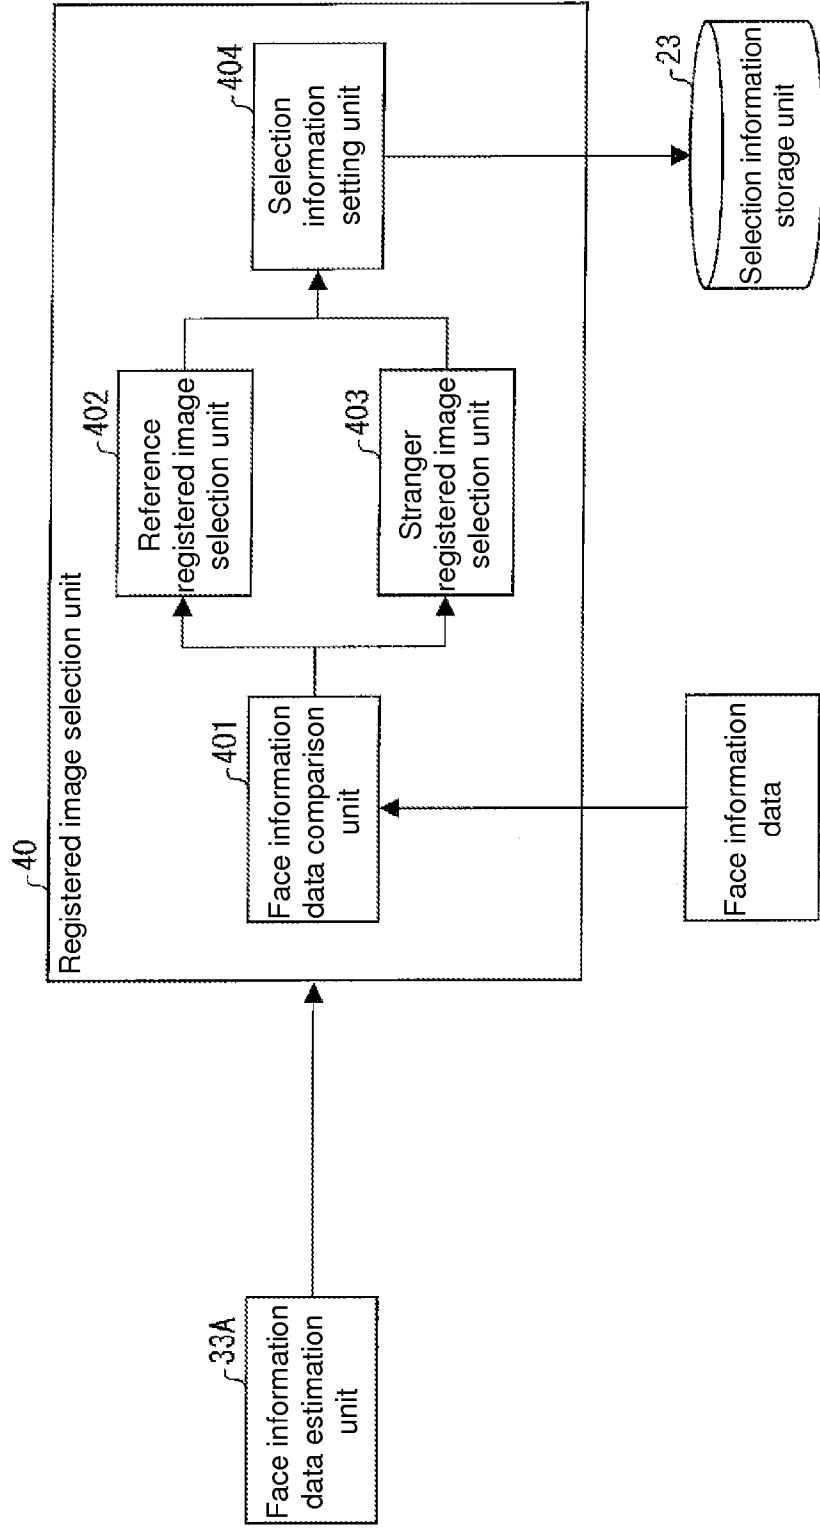 40
Registered image selection unit
33A
Face information
data estimation
unit
401
Face information
data comparison
unit
402
Reference
registered image
selection unit
403
Stranger
registered image
selection unit
404
Selection
information
setting unit
Face information
data
23
Selection information
storage unit